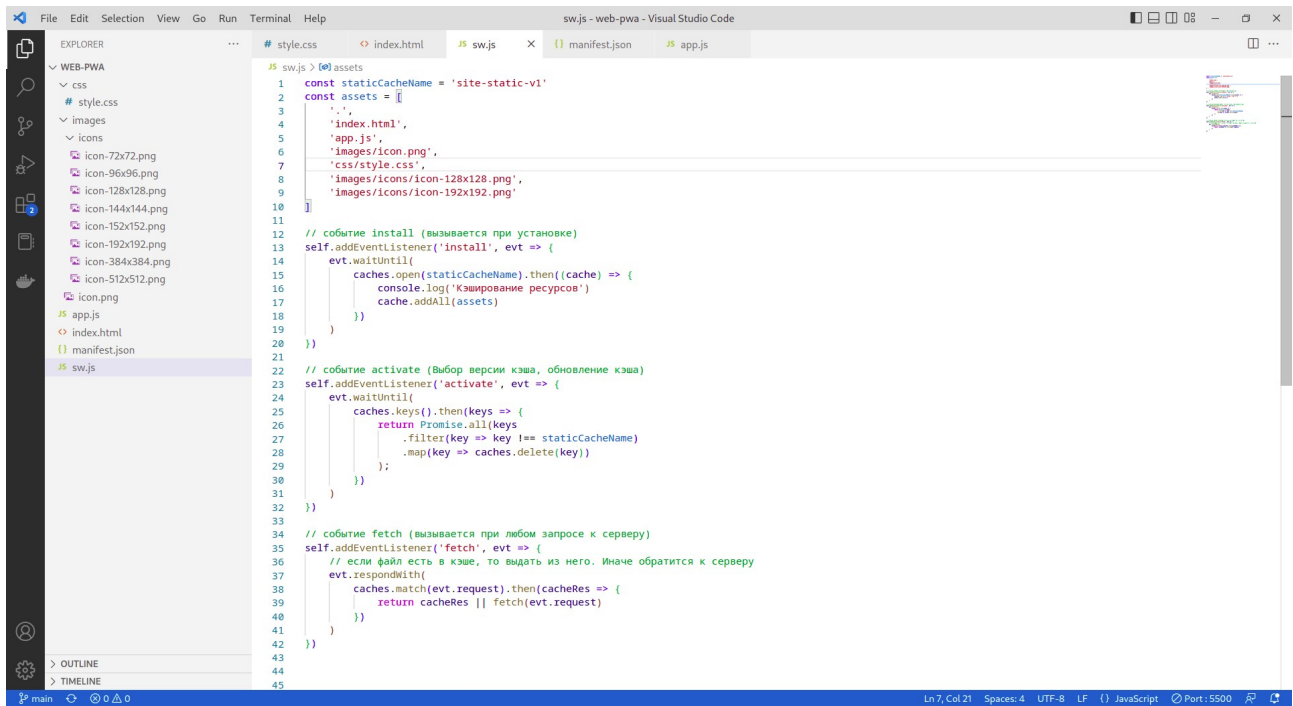 File Edit Selection View Go Run Terminal Help
sw.js - web-pwa - Visual Studio Code
EXPLORER
WEB-PWA
css
# style.css
images
icons
icon-72x72.png
icon-96x96.png
icon-128x128.png
icon-144x144.png
icon-152x152.png
icon-192x192.png
icon-384x384.png
icon-512x512.png
icon.png
JS app.js
<> index.html
{} manifest.json
JS sw.js
OUTLINE
TIMELINE
2
# style.css <> index.html JS sw.js × {} manifest.json JS app.js
JS sw.js > assets
1 const staticCacheName = 'site-static-v1'
2 const assets = [
3     '.',
4     'index.html',
5     'app.js',
6     'images/icon.png',
7     'css/style.css',
8     'images/icons/icon-128x128.png',
9     'images/icons/icon-192x192.png'
10 ]
11
12 // событие install (вызывается при установке)
13 self.addEventListener('install', evt => {
14     evt.waitUntil(
15         caches.open(staticCacheName).then((cache) => {
16             console.log('Кэширование ресурсов')
17             cache.addAll(assets)
18         })
19     )
20 })
21
22 // событие activate (Выбор версии кэша, обновление кэша)
23 self.addEventListener('activate', evt => {
24     evt.waitUntil(
25         caches.keys().then(keys => {
26             return Promise.all(keys
27                 .filter(key => key !== staticCacheName)
28                 .map(key => caches.delete(key))
29             );
30         })
31     )
32 })
33
34 // событие fetch (вызывается при любом запросе к серверу)
35 self.addEventListener('fetch', evt => {
36     // если файл есть в кэше, то выдать из него. Иначе обратится к серверу
37     evt.respondWith(
38         caches.match(evt.request).then(cacheRes => {
39             return cacheRes || fetch(evt.request)
40         })
41     )
42 })
43
44
45
main 0 0 Ln 7, Col 21 Spaces: 4 UTF-8 LF {} JavaScript Port : 5500